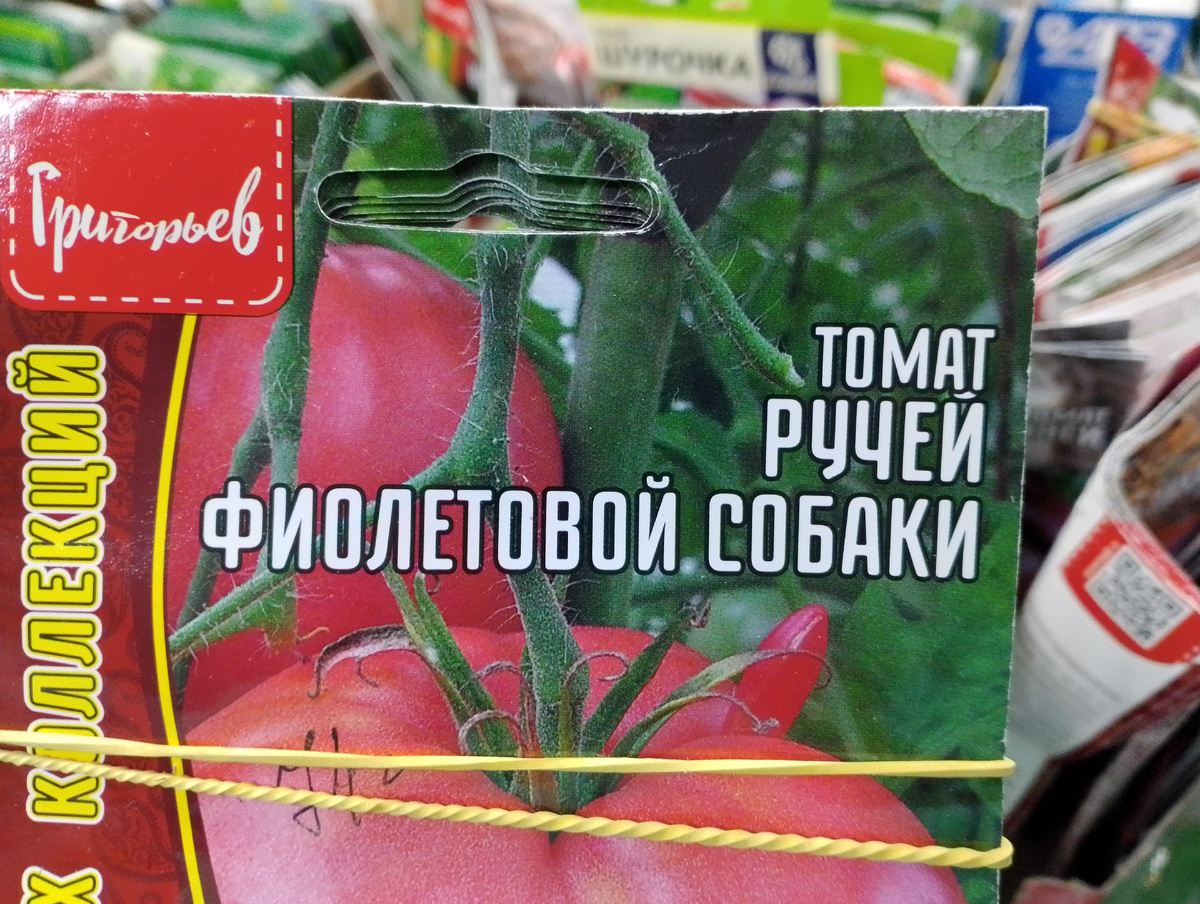 ШУРОЧКА
Григорьев
ТОМАТ
РУЧЕЙ
ФИОЛЕТОВОЙ СОБАКИ
КОЛЛЕКЦИЙ